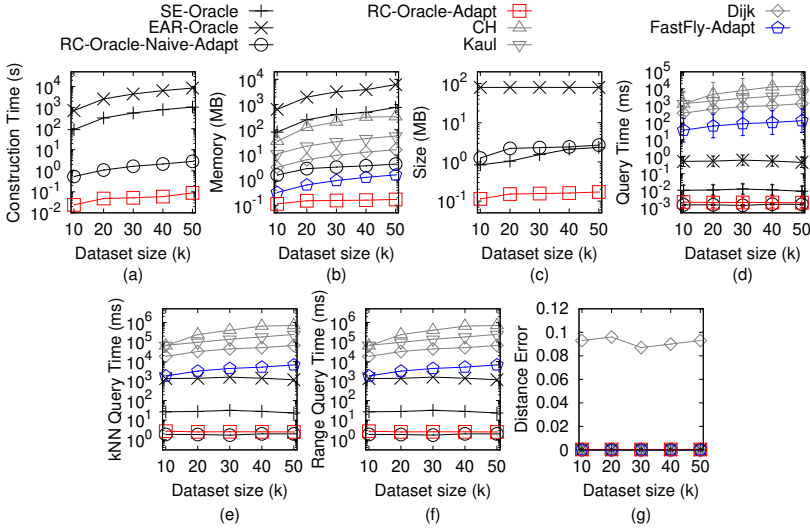 SE-Oracle
EAR-Oracle
RC-Oracle-Naive-Adapt
RC-Oracle-Adapt
CH
Kaul
Dijk
FastFly-Adapt
Construction Time (s)
10^4
10^3
10^2
10^1
10^0
10^-1
10^-2
10 20 30 40 50
Dataset size (k)
(a)
Memory (MB)
10^4
10^3
10^2
10^1
10^0
10^-1
10 20 30 40 50
Dataset size (k)
(b)
Size (MB)
10^2
10^1
10^0
10^-1
10 20 30 40 50
Dataset size (k)
(c)
Query Time (ms)
10^5
10^4
10^3
10^2
10^1
10^0
10^-1
10^-2
10^-3
10 20 30 40 50
Dataset size (k)
(d)
kNN Query Time (ms)
10^6
10^5
10^4
10^3
10^2
10^1
10^0
10 20 30 40 50
Dataset size (k)
(e)
Range Query Time (ms)
10^6
10^5
10^4
10^3
10^2
10^1
10^0
10 20 30 40 50
Dataset size (k)
(f)
Distance Error
0.12
0.1
0.08
0.06
0.04
0.02
0
10 20 30 40 50
Dataset size (k)
(g)